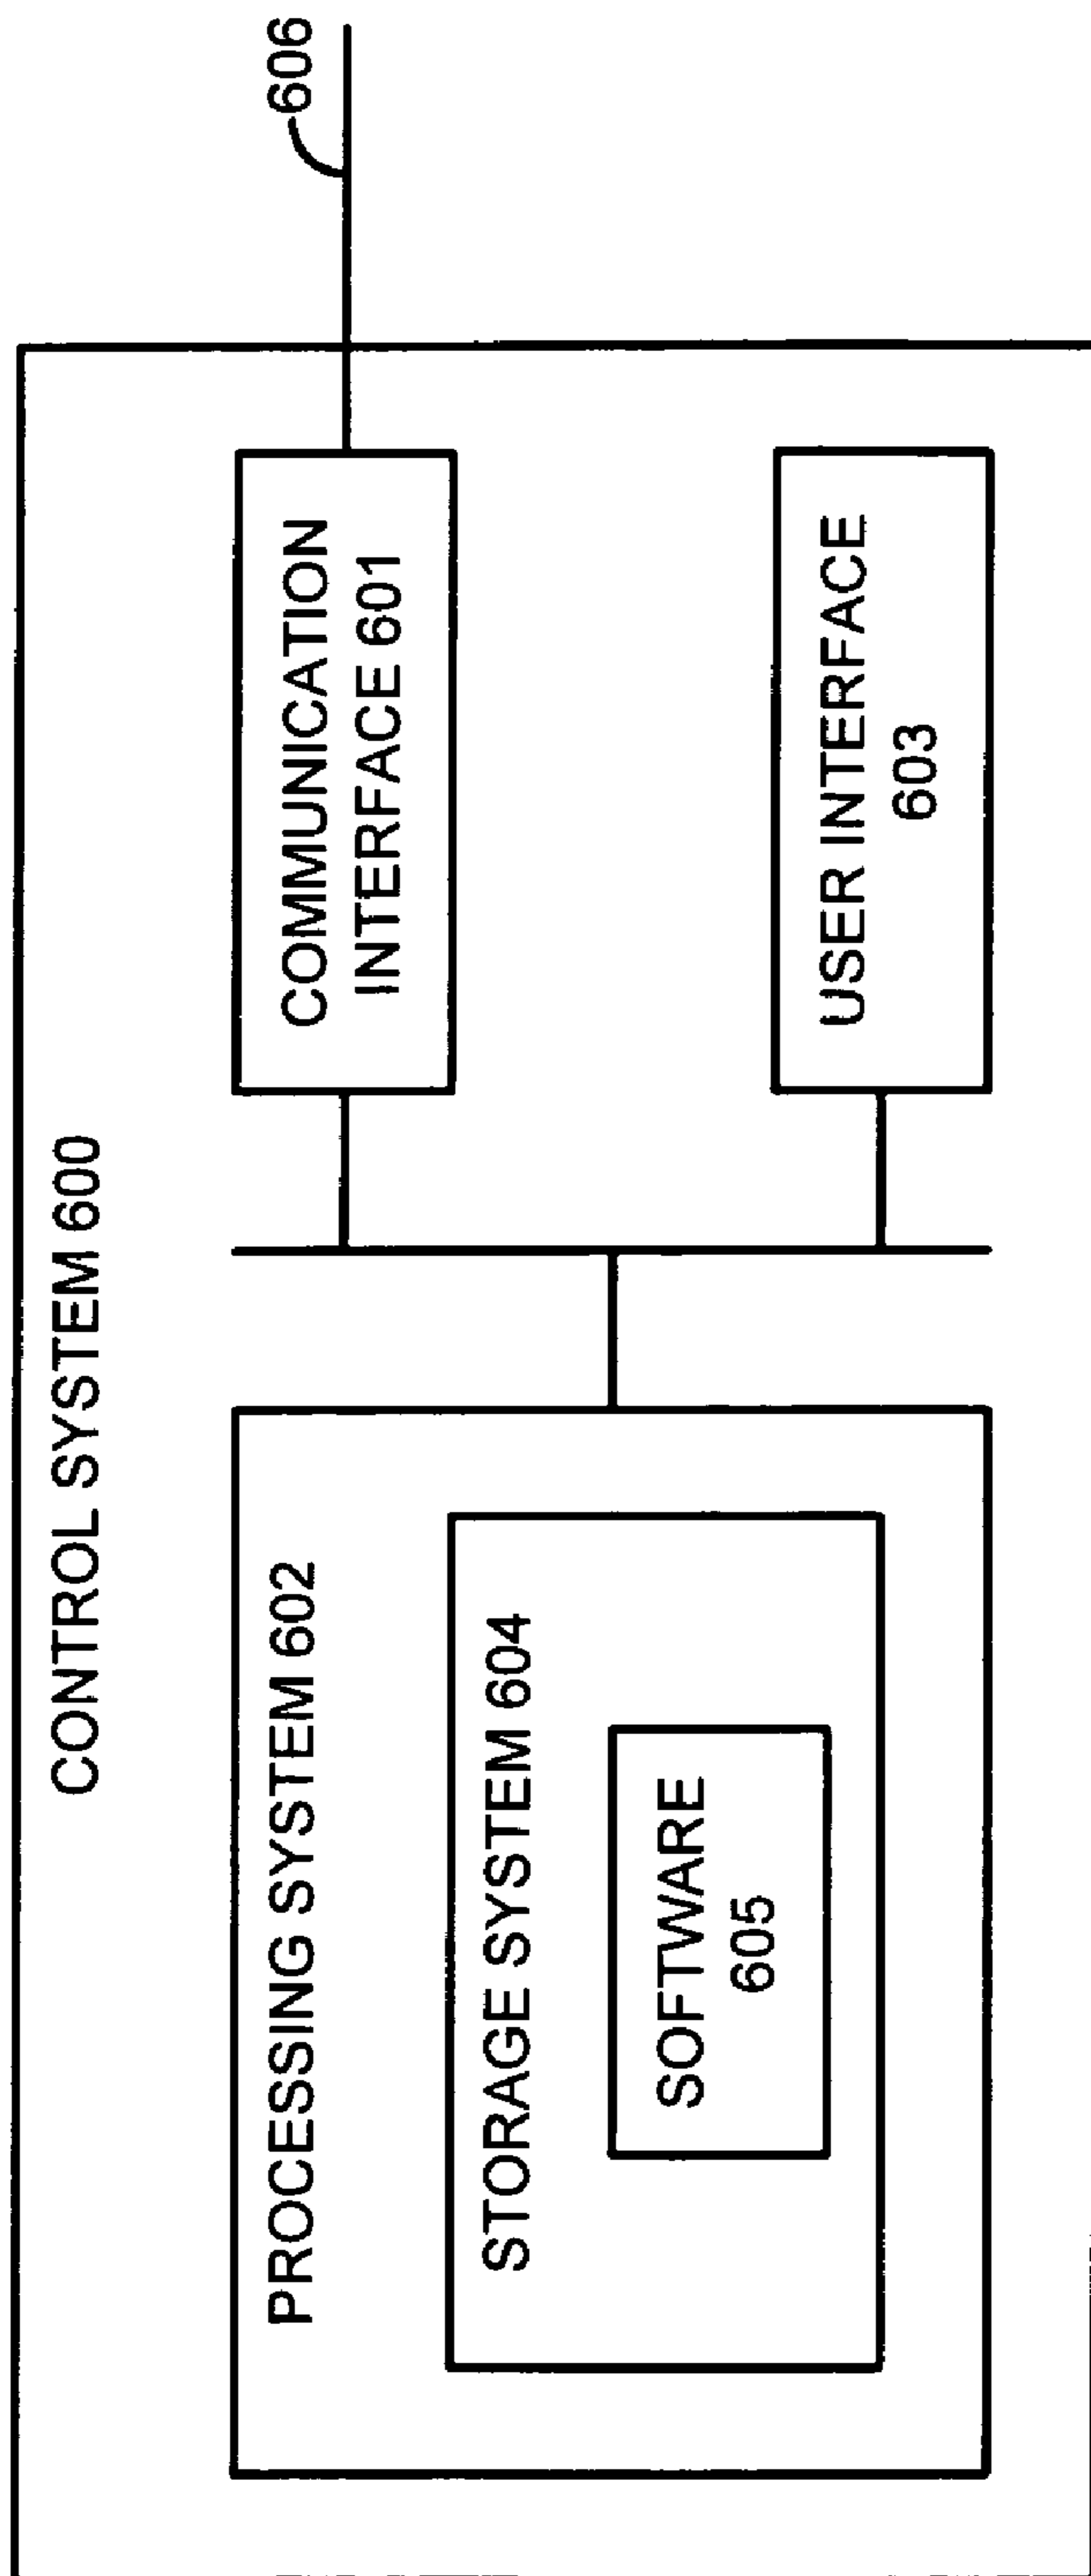 CONTROL SYSTEM 600
PROCESSING SYSTEM 602
STORAGE SYSTEM 604
SOFTWARE
605
COMMUNICATION
INTERFACE 601
USER INTERFACE
603
606